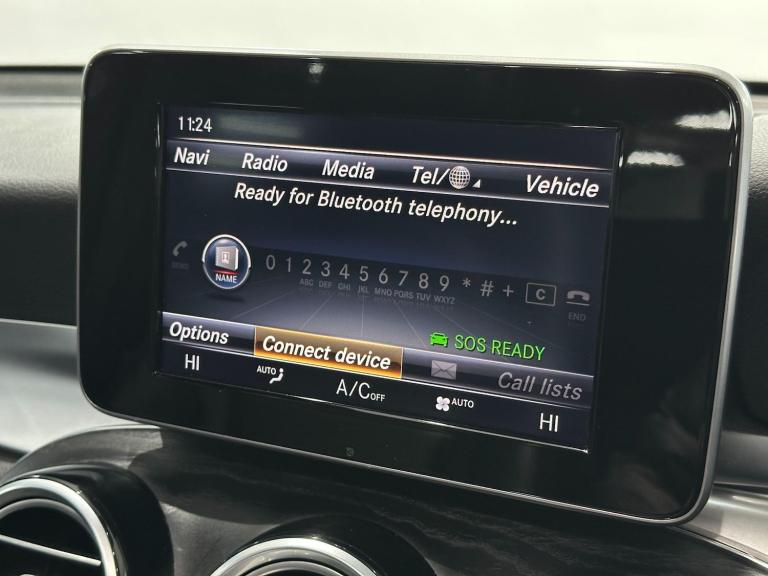 11:24
Navi Radio Media Tel/ Vehicle
Ready for Bluetooth telephony...
SEND NAME 0 1 2 3 4 5 6 7 8 9 * # + C END
ABC DEF GHI JKL MNO PQRS TUV WXYZ
SOS READY
Options Connect device Call lists
HI AUTO A/C OFF AUTO HI